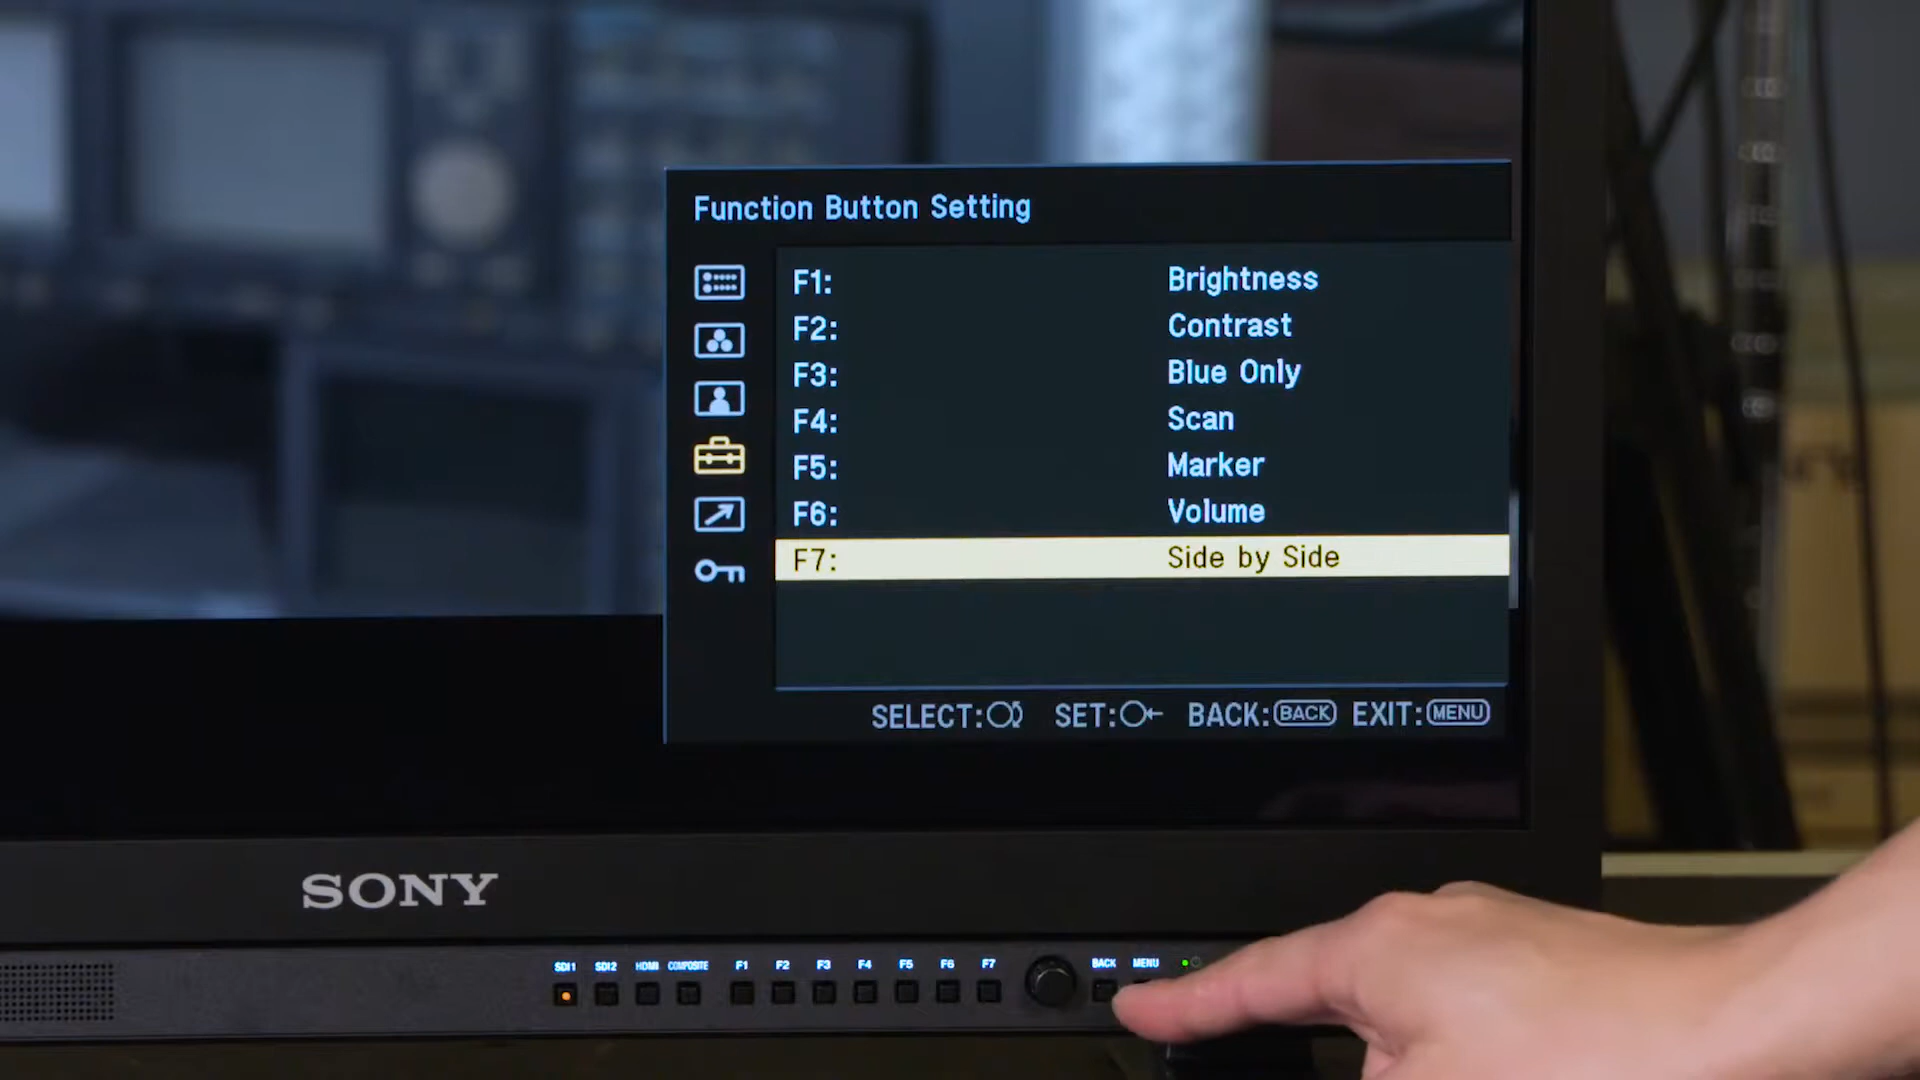 Function Button Setting
F1: Brightness
F2: Contrast
F3: Blue Only
F4: Scan
F5: Marker
F6: Volume
F7: Side by Side
SELECT: SET: BACK:BACK EXIT:MENU
SONY
SDI1 SDI2 HDMI COMPOSITE F1 F2 F3 F4 F5 F6 F7 BACK MENU